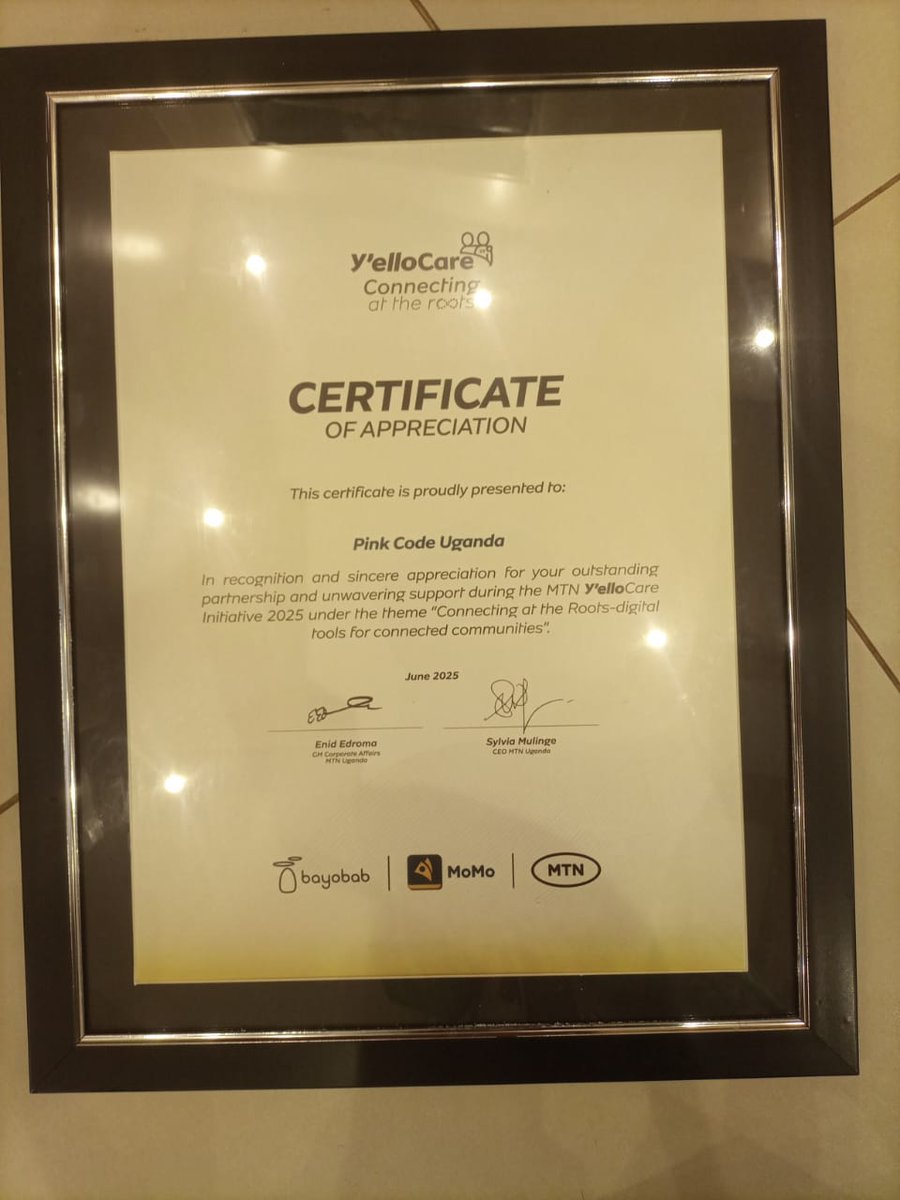 y'elloCare
Connecting
at the roots
CERTIFICATE
OF APPRECIATION
This certificate is proudly presented to:
Pink Code Uganda
In recognition and sincere appreciation for your outstanding
partnership and unwavering support during the MTN y'elloCare
Initiative 2025 under the theme "Connecting at the Roots-digital
tools for connected communities".
June 2025
Enid Edroma
GM Corporate Affairs
MTN Uganda
Sylvia Mulinge
CEO MTN Uganda
bayobab | MoMo | MTN